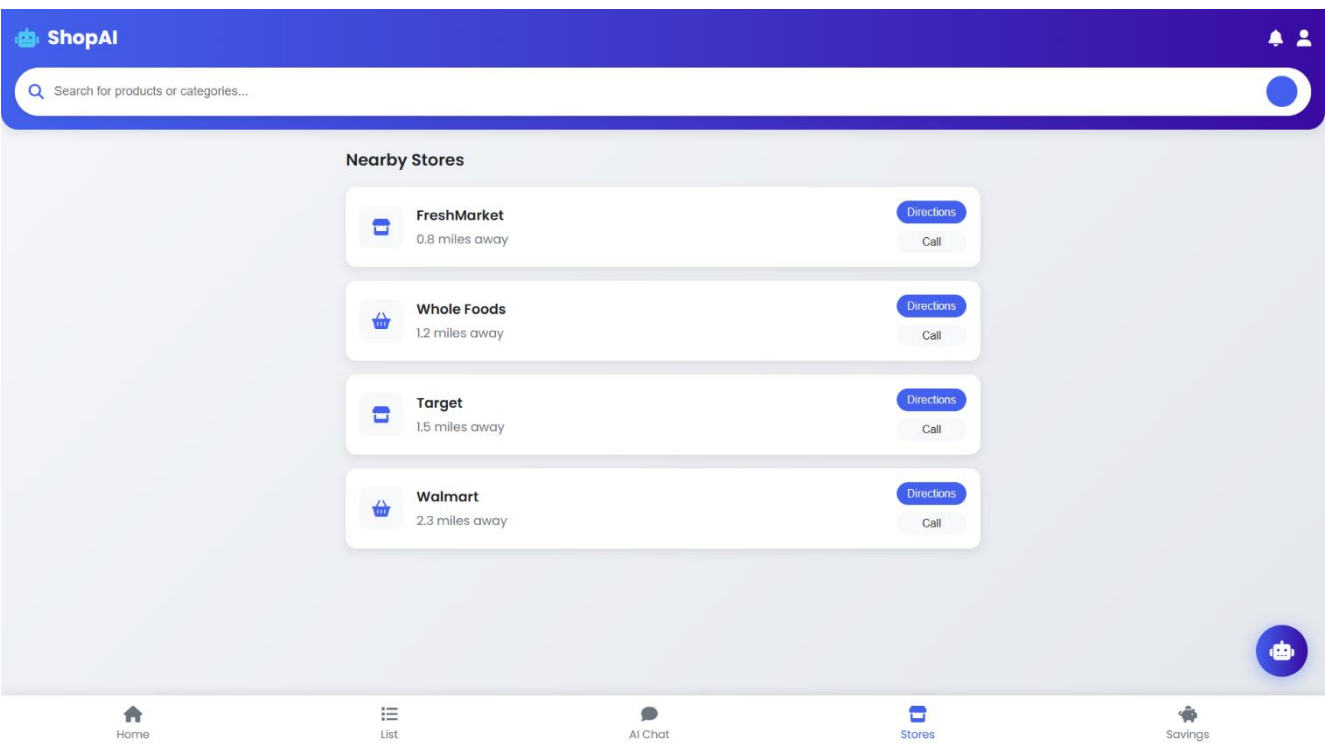 ShopAI
Search for products or categories...
Nearby Stores
FreshMarket
0.8 miles away
Directions
Call
Whole Foods
1.2 miles away
Directions
Call
Target
1.5 miles away
Directions
Call
Walmart
2.3 miles away
Directions
Call
Home
List
AI Chat
Stores
Savings